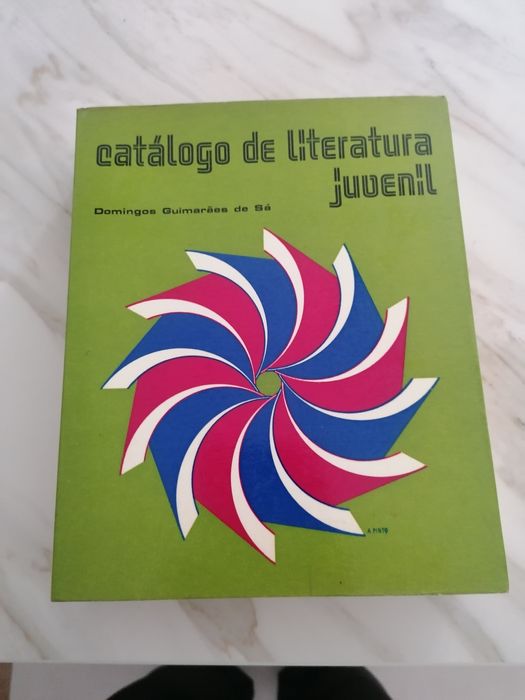 catálogo de literatura
juvenil
Domingos Guimarães de Sá
A PINTO